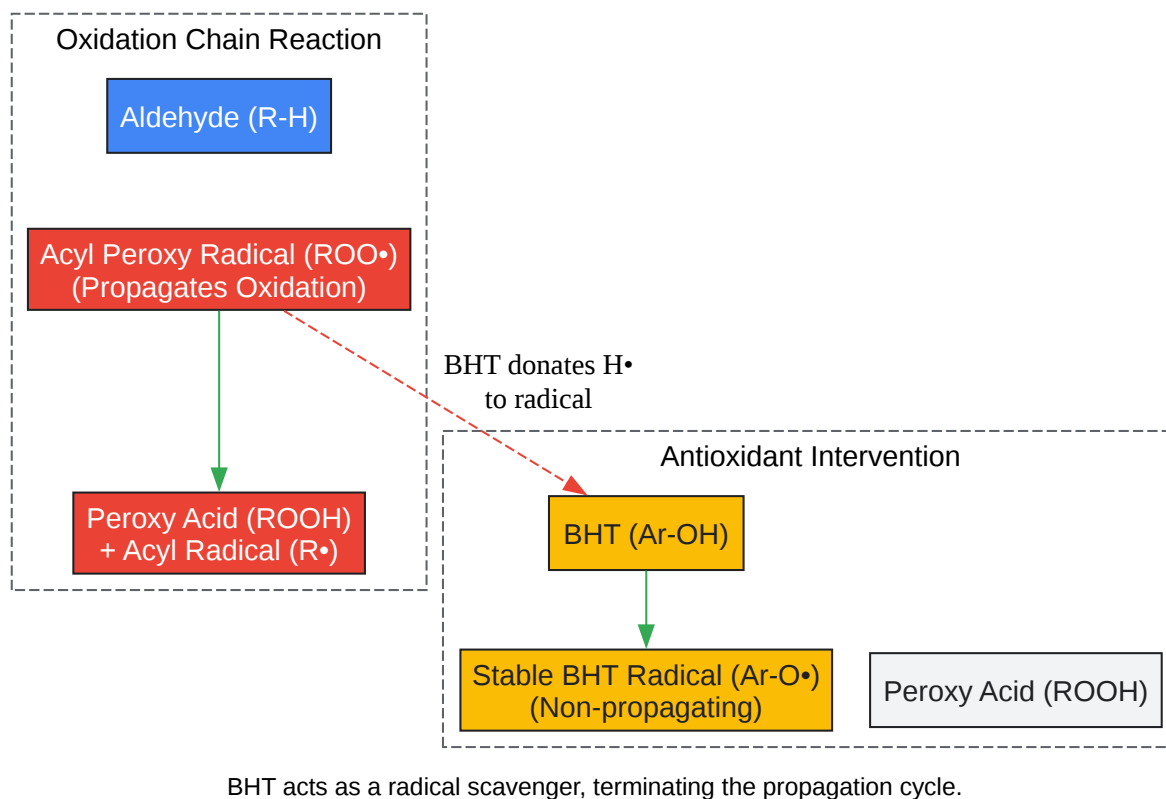 Oxidation Chain Reaction
Aldehyde (R-H)
Acyl Peroxy Radical (ROO•)
(Propagates Oxidation)
BHT donates H•
to radical
Peroxy Acid (ROOH)
+ Acyl Radical (R•)
Antioxidant Intervention
BHT (Ar-OH)
Stable BHT Radical (Ar-O•)
(Non-propagating)
Peroxy Acid (ROOH)
BHT acts as a radical scavenger, terminating the propagation cycle.